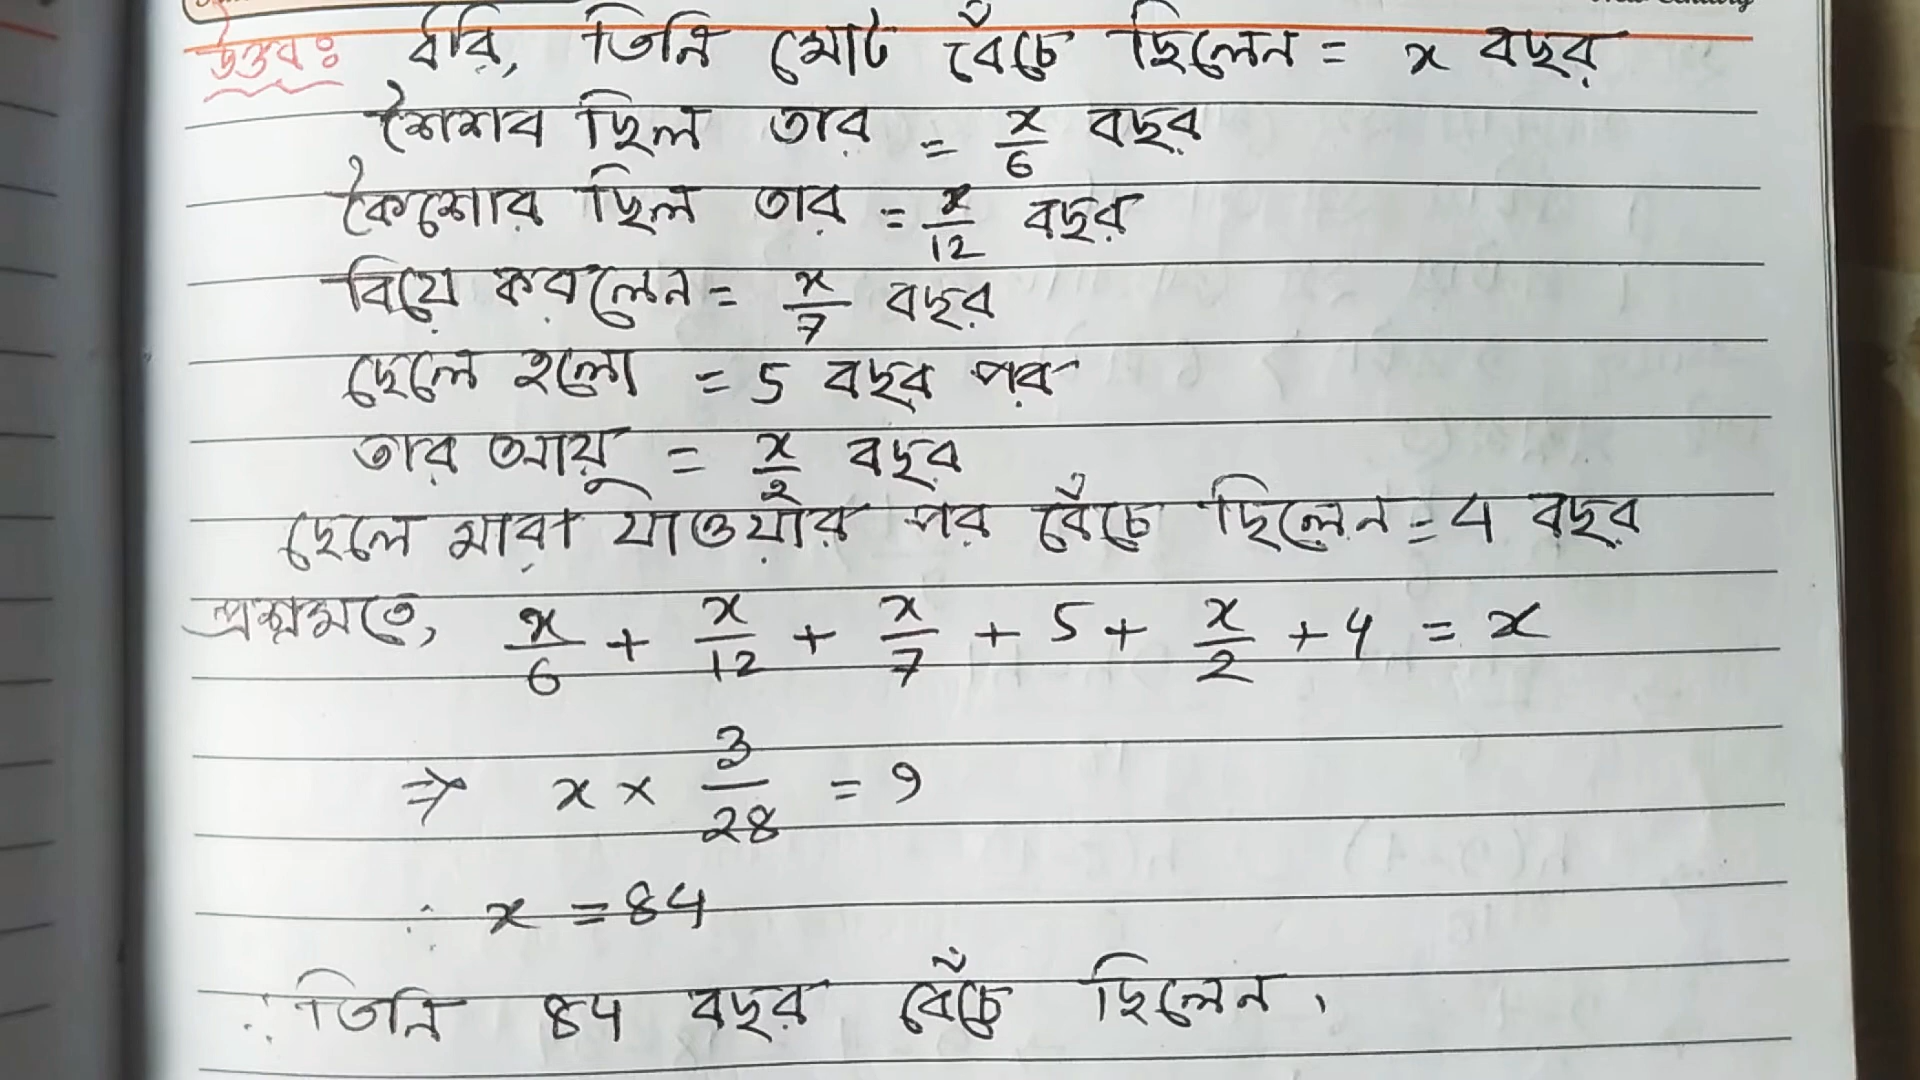 উত্তরঃ ধরি, তিনি মোট বেঁচে ছিলেন = x বছর
শৈশব ছিল তার = x/6 বছর
কৈশোর ছিল তার = x/12 বছর
বিয়ে করলেন = x/7 বছর
ছেলে হলো = 5 বছর পর
তার আয়ু = x/2 বছর
ছেলে মারা যাওয়ার পর বেঁচে ছিলেন = 4 বছর
প্রশ্নমতে, x/6 + x/12 + x/7 + 5 + x/2 + 4 = x
⇒ x × 3/28 = 9
∴ x = 84
∴ তিনি 84 বছর বেঁচে ছিলেন।